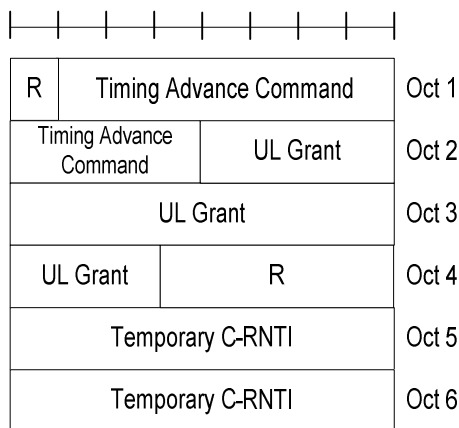 R Timing Advance Command Oct 1
Timing Advance
Command UL Grant Oct 2
UL Grant Oct 3
UL Grant R Oct 4
Temporary C-RNTI Oct 5
Temporary C-RNTI Oct 6